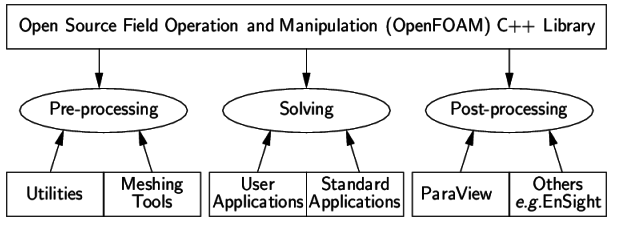 Open Source Field Operation and Manipulation (OpenFOAM) C++ Library
Pre-processing
Solving
Post-processing
Utilities
Meshing
Tools
User
Applications
Standard
Applications
ParaView
Others
e.g.EnSight